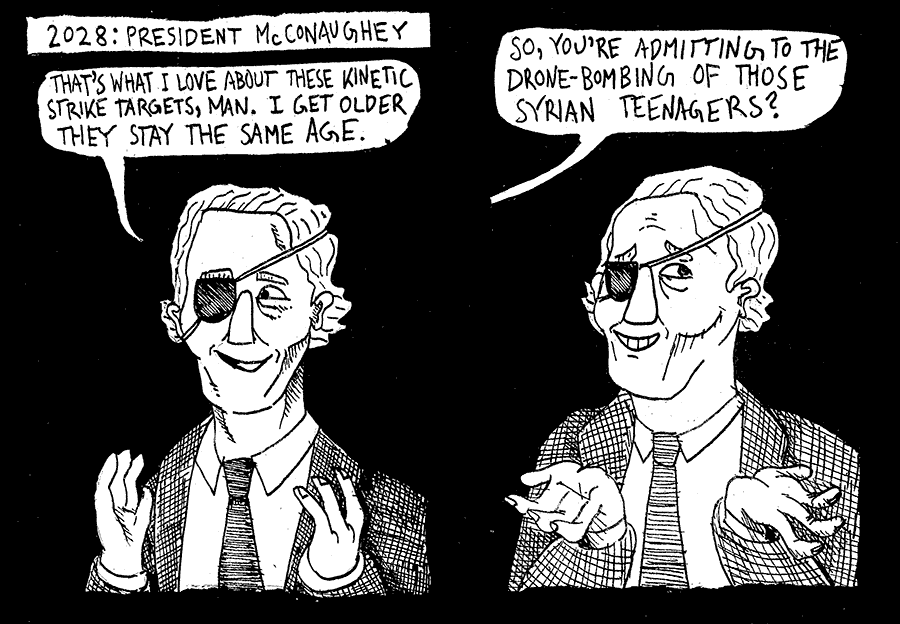 2028: PRESIDENT McCONAUGHEY
THAT'S WHAT I LOVE ABOUT THESE KINETIC
STRIKE TARGETS, MAN. I GET OLDER
THEY STAY THE SAME AGE.
SO, YOU'RE ADMITTING TO THE
DRONE-BOMBING OF THOSE
SYRIAN TEENAGERS?